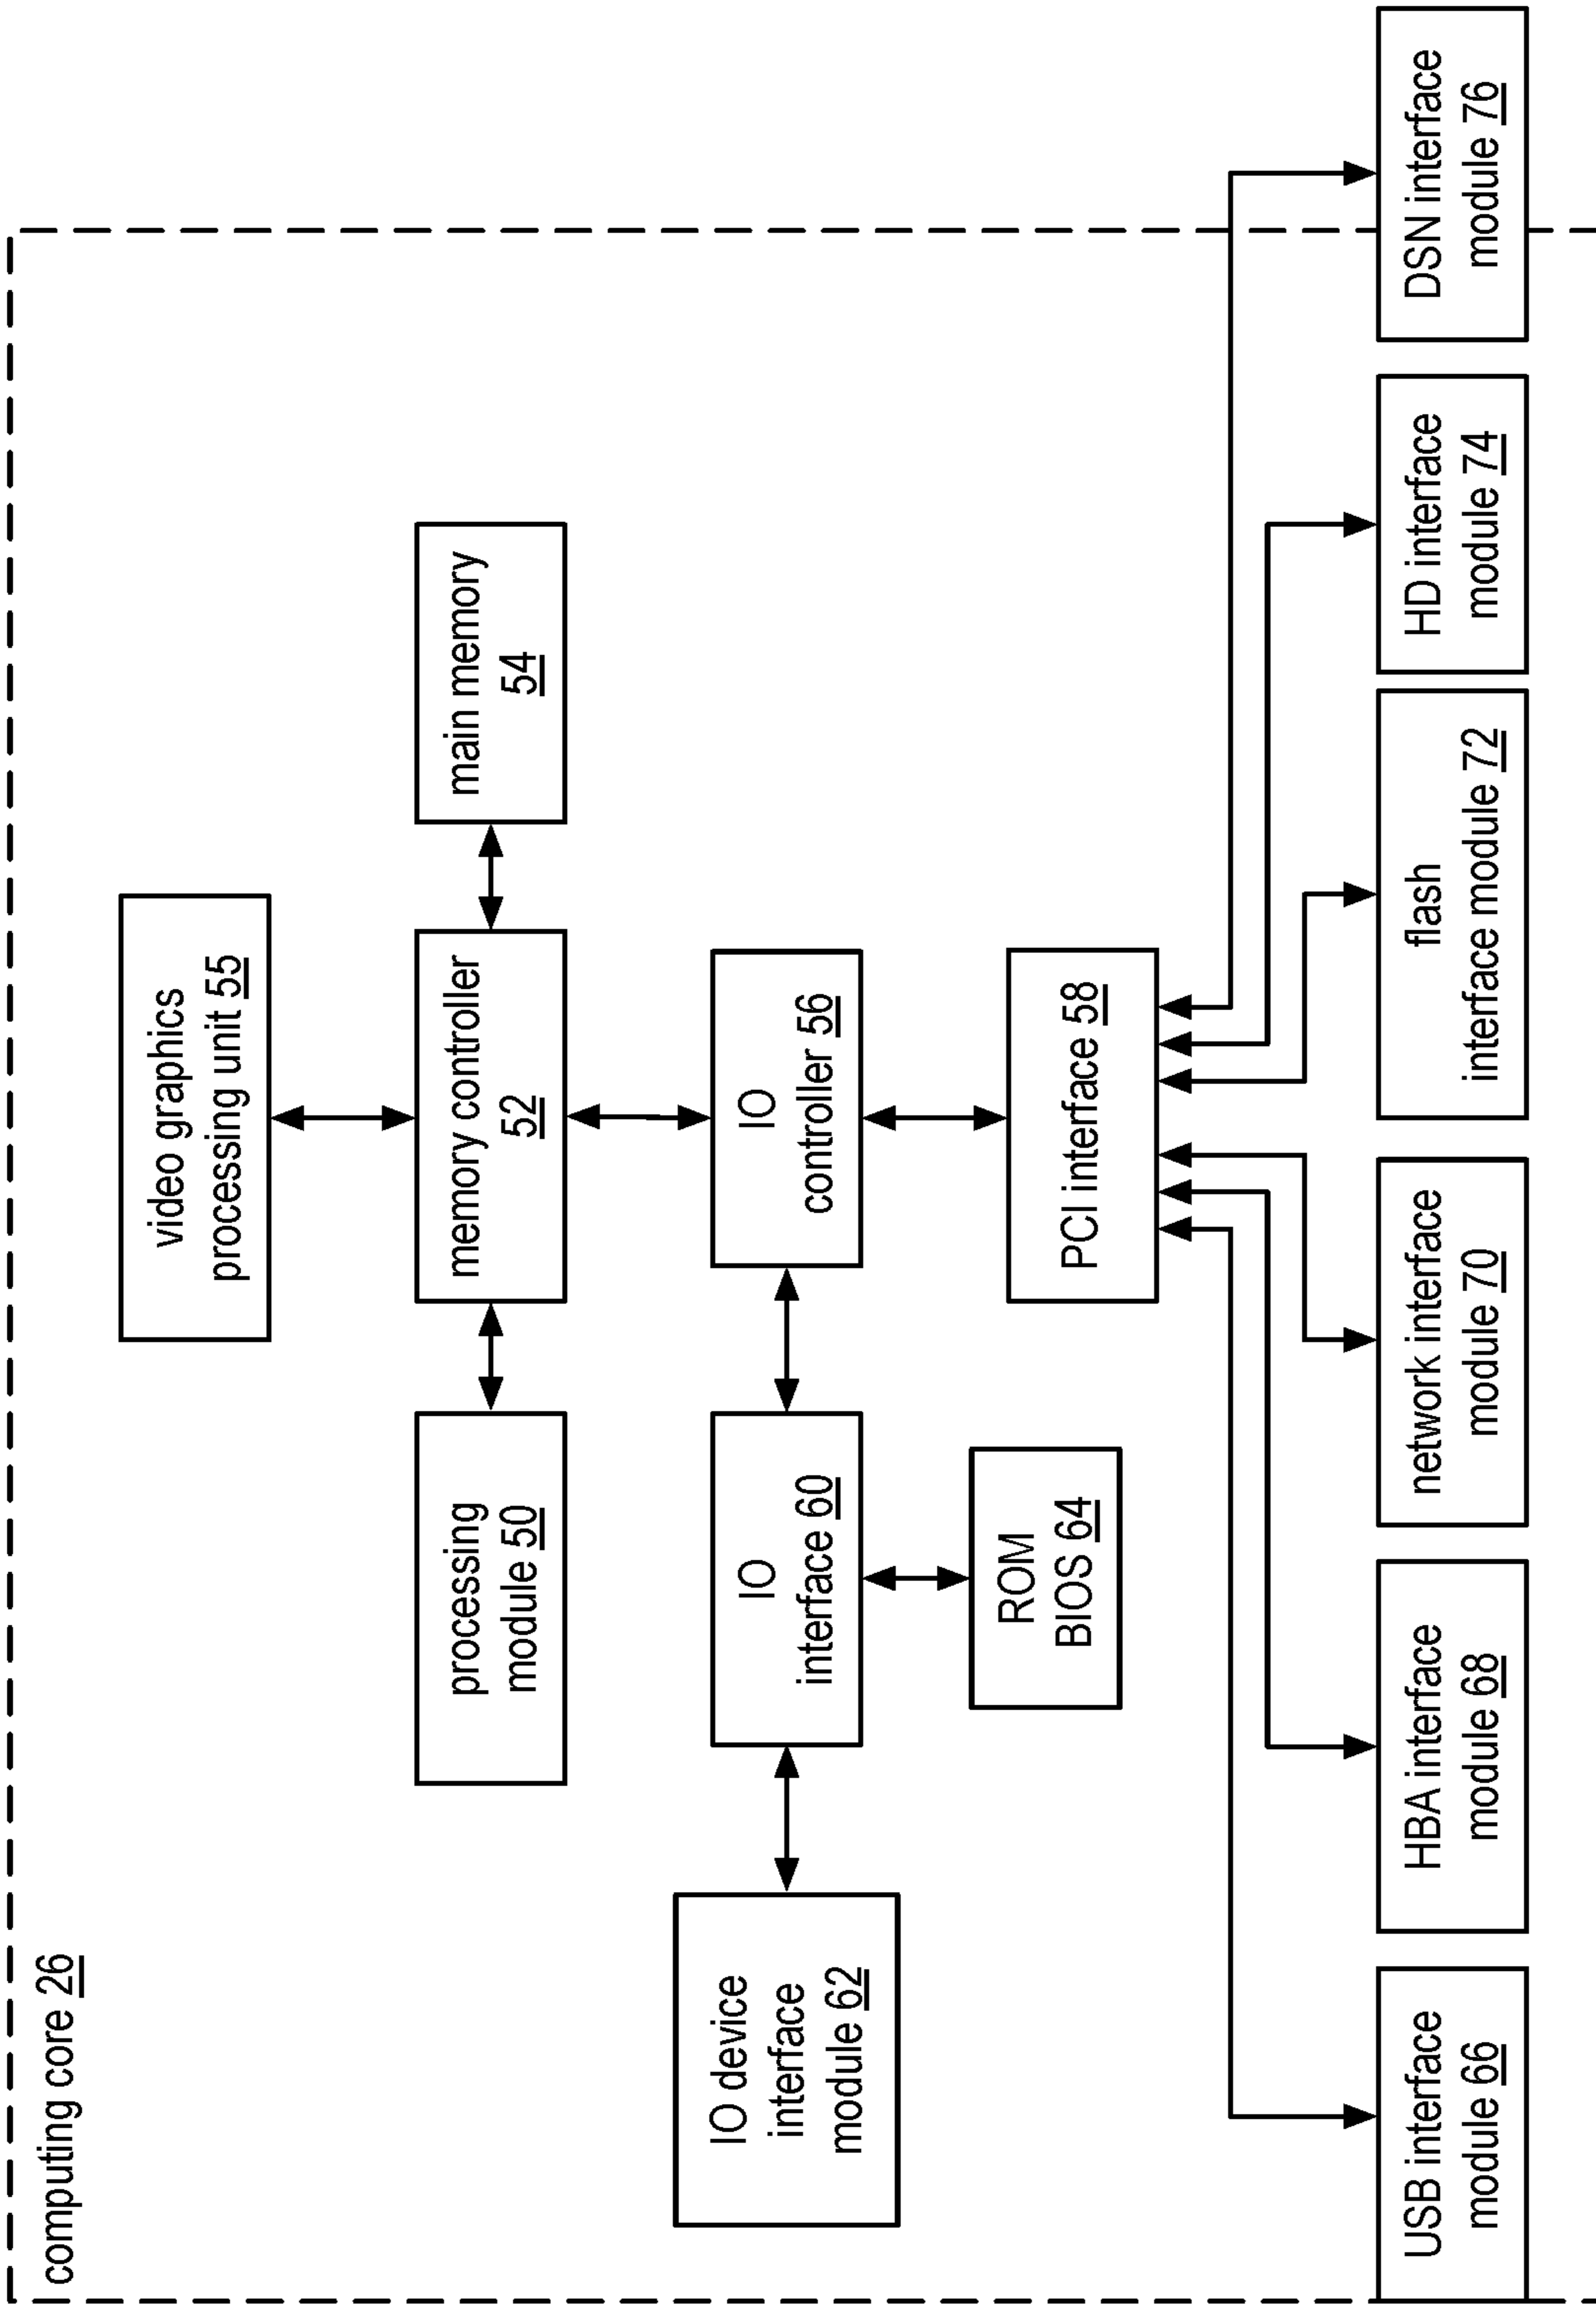 computing core 26
video graphics
processing unit 55
processing
module 50
memory controller
52
main memory
54
IO device
interface
module 62
IO
interface 60
IO
controller 56
ROM
BIOS 64
PCI interface 58
USB interface
module 66
HBA interface
module 68
network interface
module 70
flash
interface module 72
HD interface
module 74
DSN interface
module 76